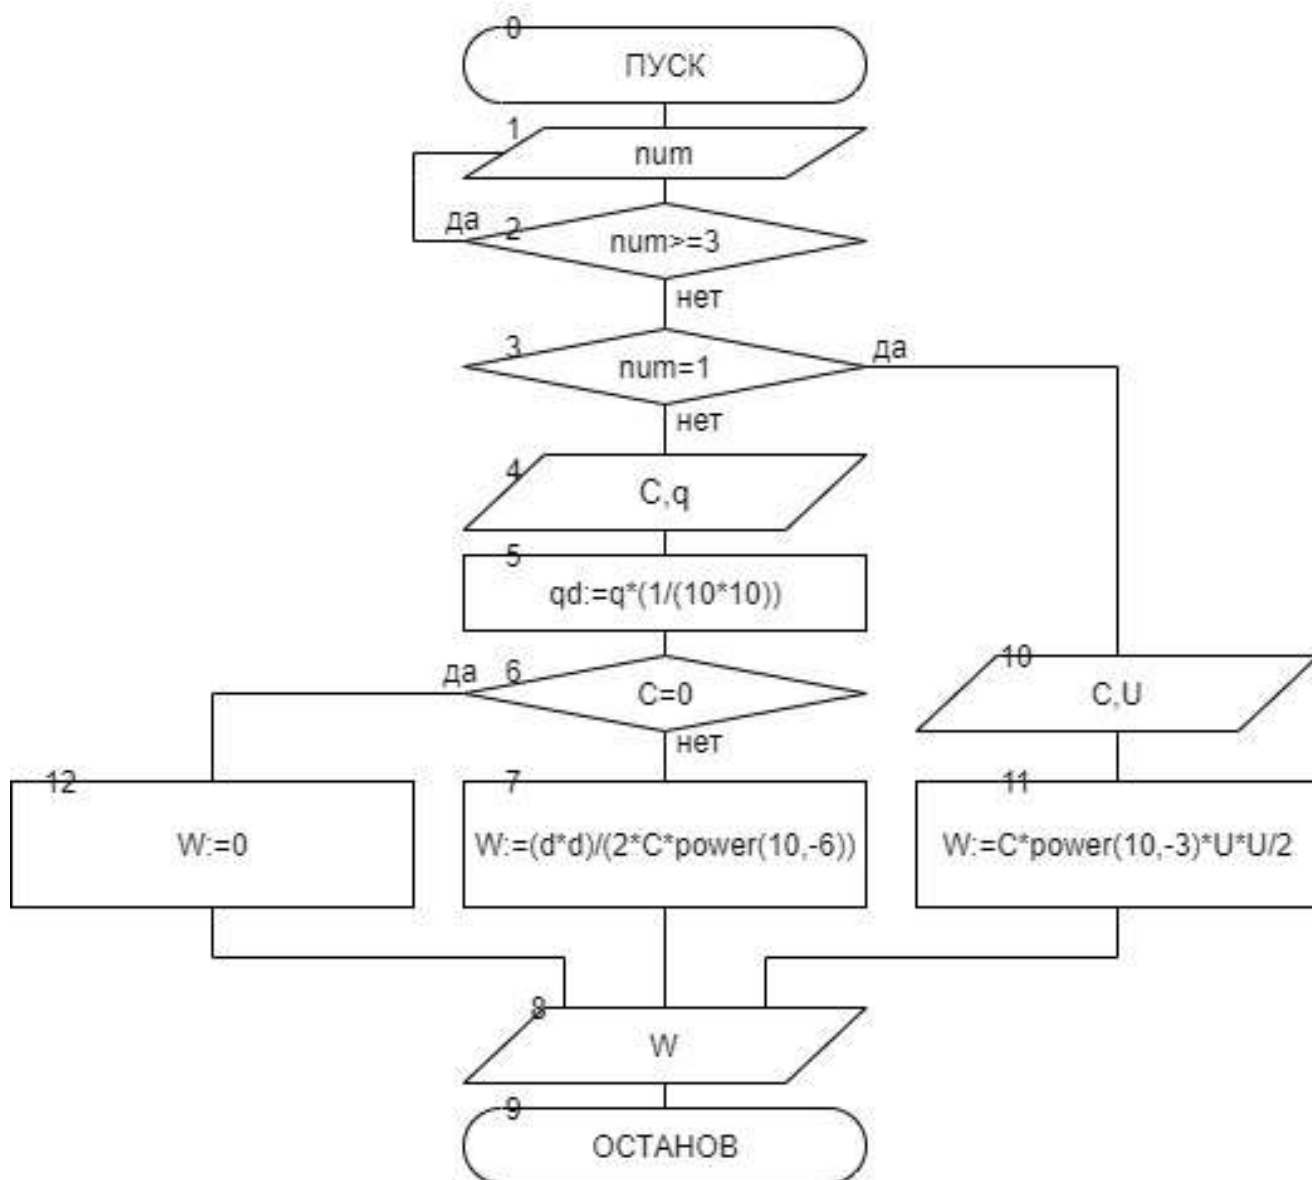 0
ПУСК
1
num
да
2
num>=3
нет
3
num=1
да
нет
4
C,q
5
qd:=q*(1/(10*10))
да
6
C=0
нет
10
C,U
12
W:=0
7
W:=(d*d)/(2*C*power(10,-6))
11
W:=C*power(10,-3)*U*U/2
8
W
9
ОСТАНОВ